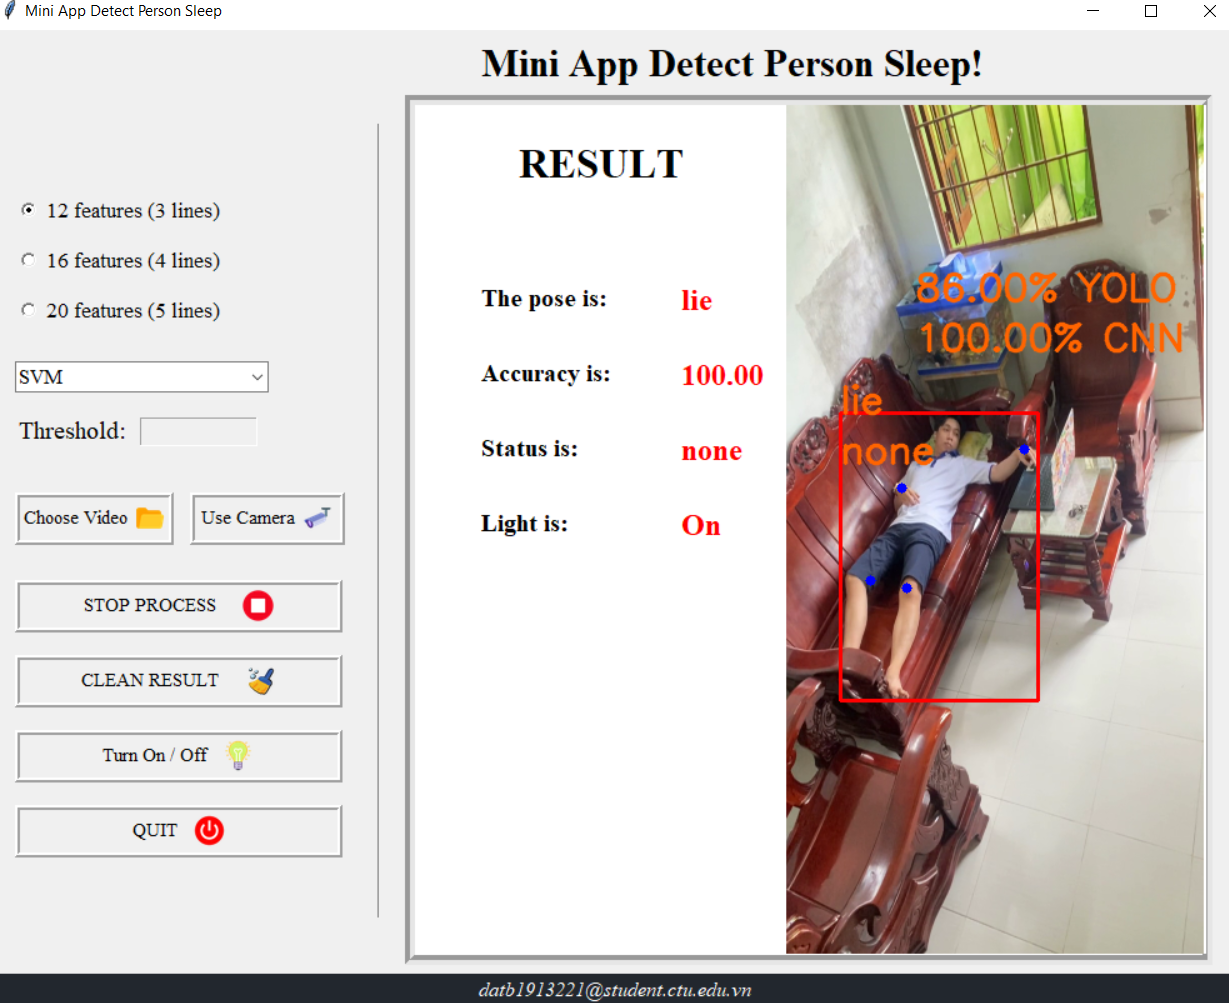 Mini App Detect Person Sleep
Mini App Detect Person Sleep!
12 features (3 lines)
16 features (4 lines)
20 features (5 lines)
SVM
Threshold:
Choose Video
Use Camera
STOP PROCESS
CLEAN RESULT
Turn On / Off
QUIT
RESULT
The pose is: lie
Accuracy is: 100.00
Status is: none
Light is: On
86.00% YOLO
100.00% CNN
lie
none
datb1913221@student.ctu.edu.vn